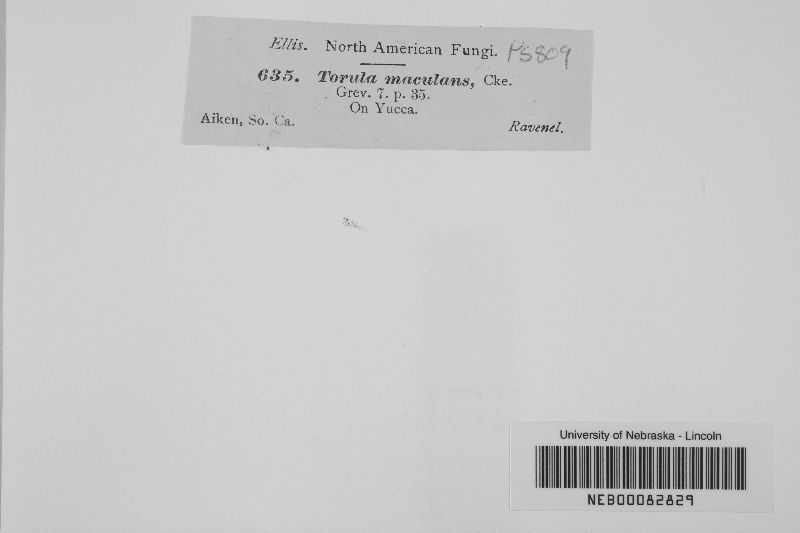 Ellis. North American Fungi.
635. Torula maculans, Cke.
Grev. 7. p. 35.
On Yucca.
Aiken, So. Ca. Ravenel.
University of Nebraska - Lincoln
NEB00082829